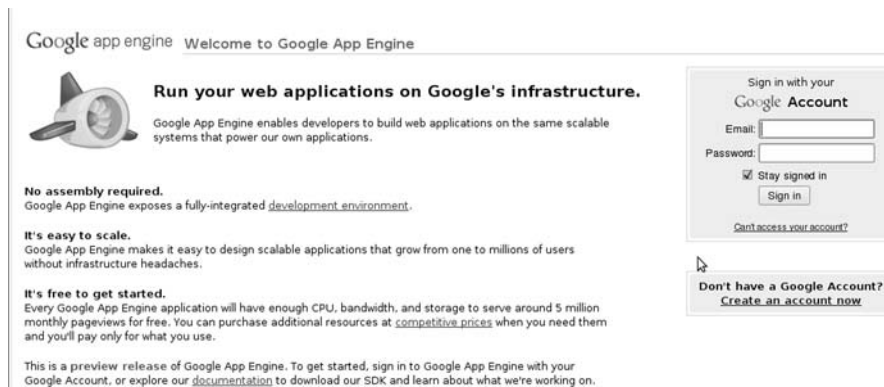 Google app engine Welcome to Google App Engine
Run your web applications on Google's infrastructure.
Google App Engine enables developers to build web applications on the same scalable
systems that power our own applications.
No assembly required.
Google App Engine exposes a fully-integrated development environment.
It's easy to scale.
Google App Engine makes it easy to design scalable applications that grow from one to millions of users
without infrastructure headaches.
It's free to get started.
Every Google App Engine application will have enough CPU, bandwidth, and storage to serve around 5 million
monthly pageviews for free. You can purchase additional resources at competitive prices when you need them
and you'll pay only for what you use.
This is a preview release of Google App Engine. To get started, sign in to Google App Engine with your
Google Account, or explore our documentation to download our SDK and learn about what we're working on.
Sign in with your
Google Account
Email:
Password:
Stay signed in
Sign in
Can't access your account?
Don't have a Google Account?
Create an account now